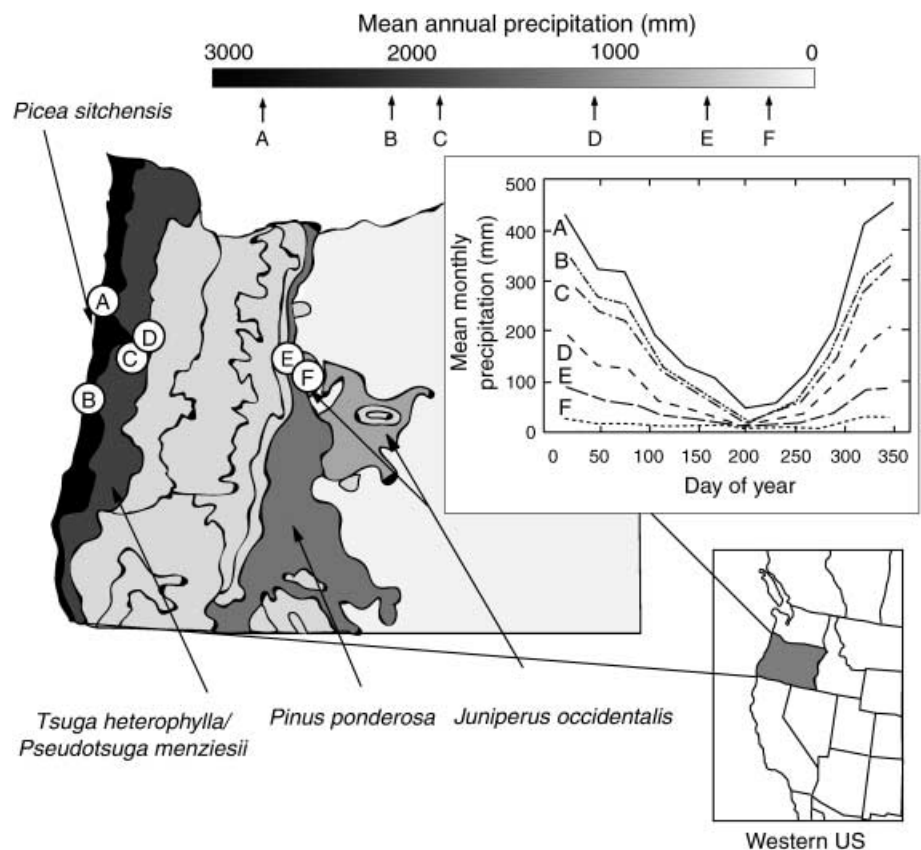 Mean annual precipitation (mm)
3000 2000 1000 0
A B C D E F
Picea sitchensis
A
B
C
D
E
F
Mean monthly
precipitation (mm)
500
400
300
200
100
0
A
B
C
D
E
F
0 50 100 150 200 250 300 350
Day of year
Tsuga heterophylla/
Pseudotsuga menziesii
Pinus ponderosa
Juniperus occidentalis
Western US